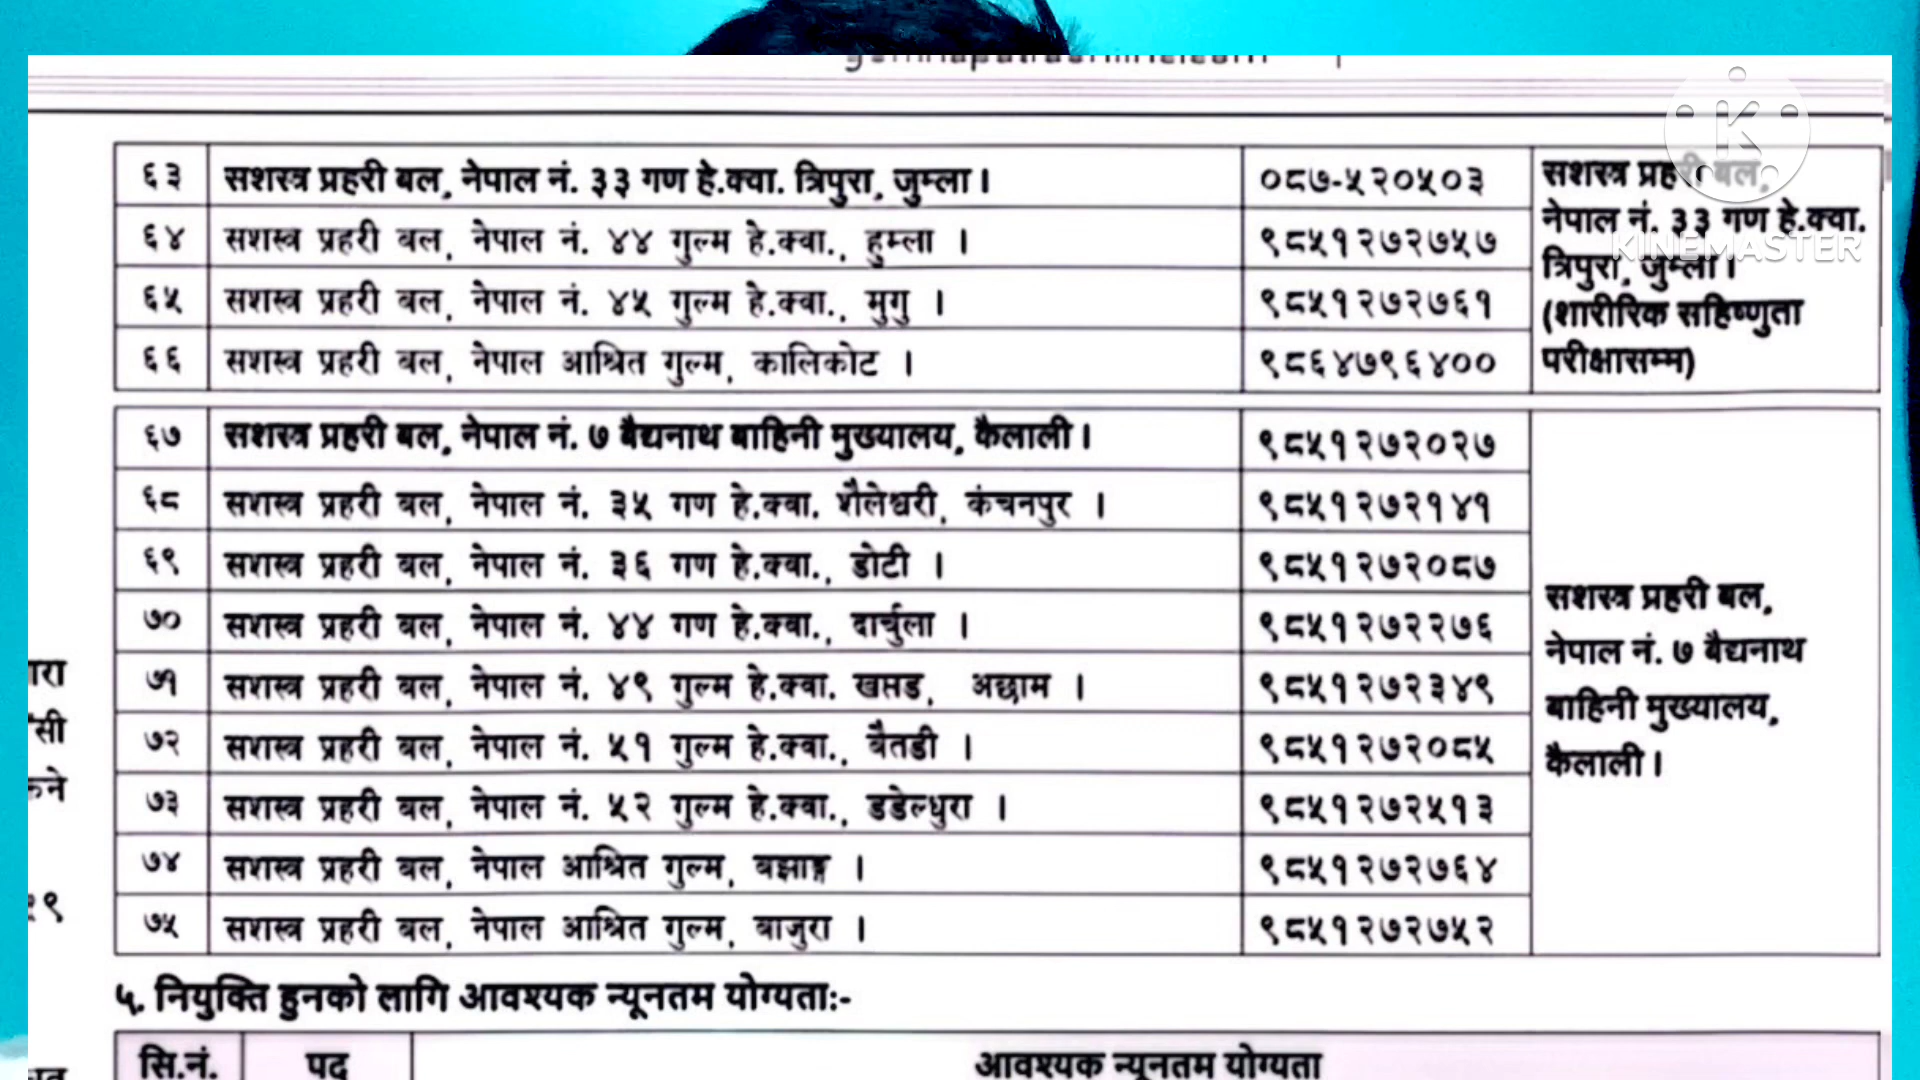 ६३ सशस्त्र प्रहरी बल, नेपाल नं. ३३ गण हे.क्वा. त्रिपुरा, जुम्ला । ०८७-५२०५०३
६४ सशस्त्र प्रहरी बल, नेपाल नं. ४४ गुल्म हे.क्वा., हुम्ला । ९८५१२७२७५७
६५ सशस्त्र प्रहरी बल, नेपाल नं. ४५ गुल्म हे.क्वा., मुगु । ९८५१२७२७६१
६६ सशस्त्र प्रहरी बल, नेपाल आश्रित गुल्म, कालिकोट । ९८६४७९६४००
सशस्त्र प्रहरी बल,
नेपाल नं. ३३ गण हे.क्वा.
त्रिपुरा, जुम्ला ।
(शारीरिक सहिष्णुता
परीक्षासम्म)
KINEMASTER
६७ सशस्त्र प्रहरी बल, नेपाल नं. ७ बैद्यनाथ बाहिनी मुख्यालय, कैलाली । ९८५१२७२०२७
६८ सशस्त्र प्रहरी बल, नेपाल नं. ३५ गण हे.क्वा. शैलेश्वरी, कंचनपुर । ९८५१२७२१४१
६९ सशस्त्र प्रहरी बल, नेपाल नं. ३६ गण हे.क्वा., डोटी । ९८५१२७२०८७
७० सशस्त्र प्रहरी बल, नेपाल नं. ४४ गण हे.क्वा., दार्चुला । ९८५१२७२२७६
७१ सशस्त्र प्रहरी बल, नेपाल नं. ४९ गुल्म हे.क्वा. खप्तड, अछाम । ९८५१२७२३४९
७२ सशस्त्र प्रहरी बल, नेपाल नं. ५१ गुल्म हे.क्वा., बैतडी । ९८५१२७२०८५
७३ सशस्त्र प्रहरी बल, नेपाल नं. ५२ गुल्म हे.क्वा., डडेल्धुरा । ९८५१२७२५१३
७४ सशस्त्र प्रहरी बल, नेपाल आश्रित गुल्म, बझाङ्ग । ९८५१२७२७६४
७५ सशस्त्र प्रहरी बल, नेपाल आश्रित गुल्म, बाजुरा । ९८५१२७२७५२
सशस्त्र प्रहरी बल,
नेपाल नं. ७ बैद्यनाथ
बाहिनी मुख्यालय,
कैलाली ।
५. नियुक्ति हुनको लागि आवश्यक न्यूनतम योग्यता:-
सि.नं. पद आवश्यक न्यूनतम योग्यता